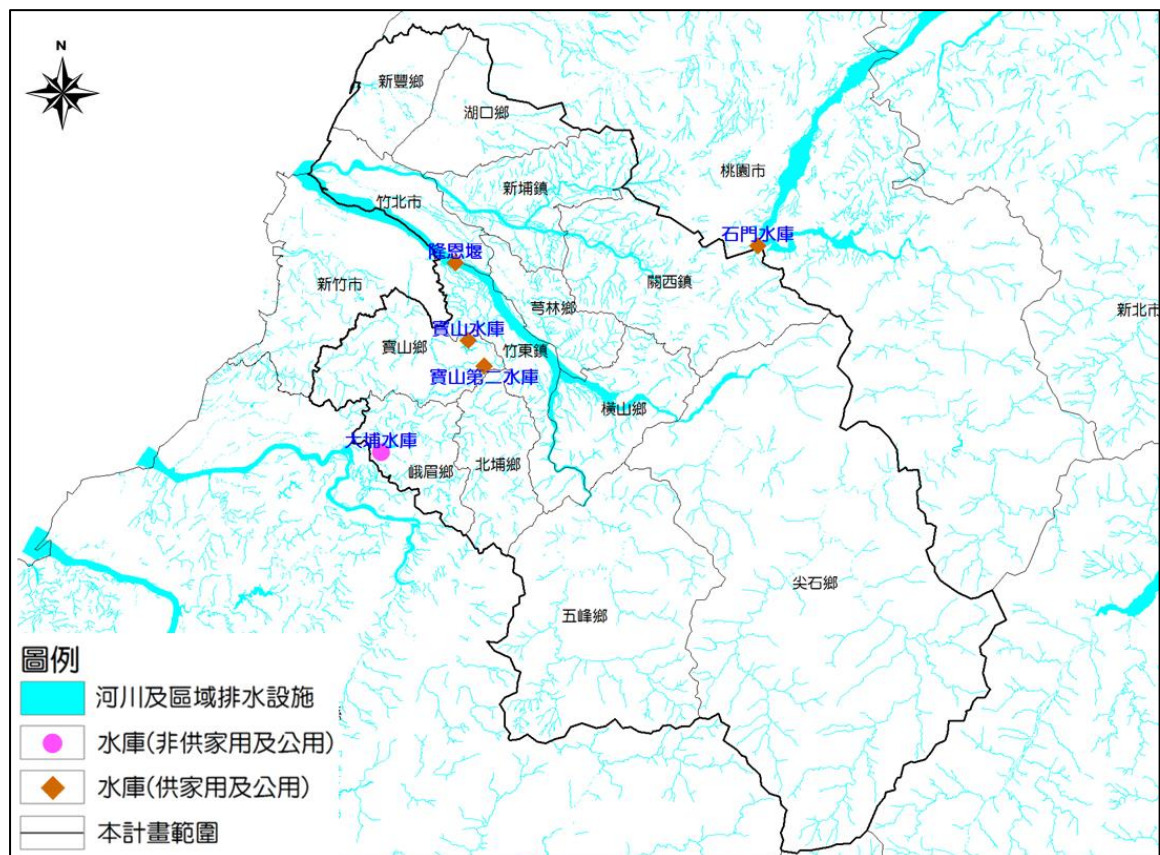 N
新豐鄉
湖口鄉
桃園市
新埔鎮
竹北市
石門水庫
隆恩堰
關西鎮
新竹市
芎林鄉
新北市
寶山水庫
寶山鄉
竹東鎮
寶山第二水庫
橫山鄉
大埔水庫
峨眉鄉
北埔鄉
尖石鄉
五峰鄉
圖例
河川及區域排水設施
水庫(非供家用及公用)
水庫(供家用及公用)
本計畫範圍